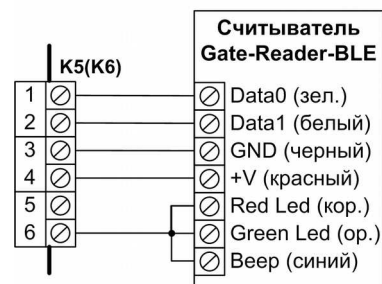 Считыватель
Gate-Reader-BLE
K5(K6)
1 Data0 (зел.)
2 Data1 (белый)
3 GND (черный)
4 +V (красный)
5 Red Led (кор.)
6 Green Led (ор.)
Beep (синий)